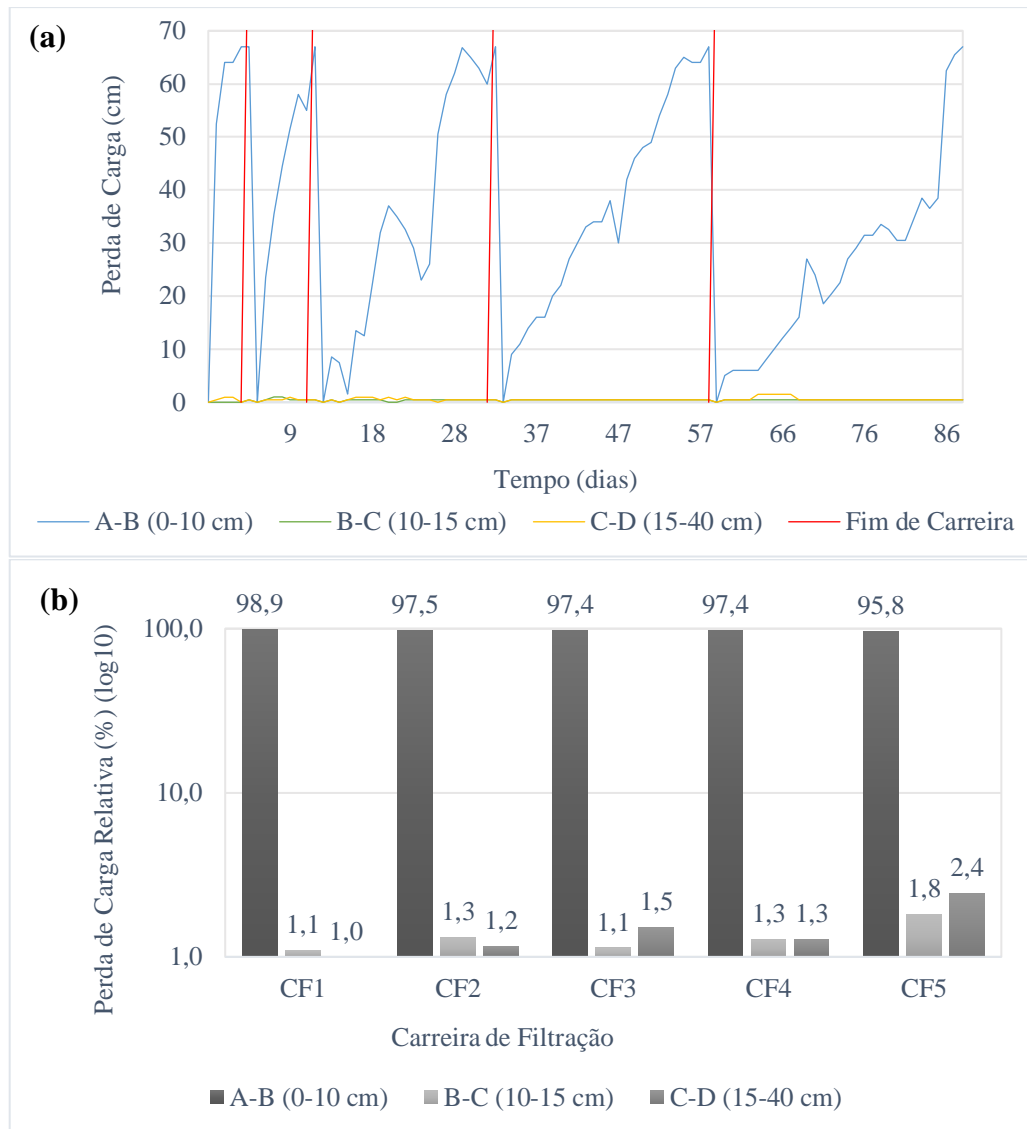 (a)
Perda de Carga (cm)
70
60
50
40
30
20
10
0
9 18 28 37 47 57 66 76 86
Tempo (dias)
A-B (0-10 cm) B-C (10-15 cm) C-D (15-40 cm) Fim de Carreira
(b)
Perda de Carga Relativa (%) (log10)
98,9 97,5 97,4 97,4 95,8
100,0
10,0
1,0
1,1 1,0 1,3 1,2 1,1 1,5 1,3 1,3 1,8 2,4
CF1 CF2 CF3 CF4 CF5
Carreira de Filtração
A-B (0-10 cm) B-C (10-15 cm) C-D (15-40 cm)